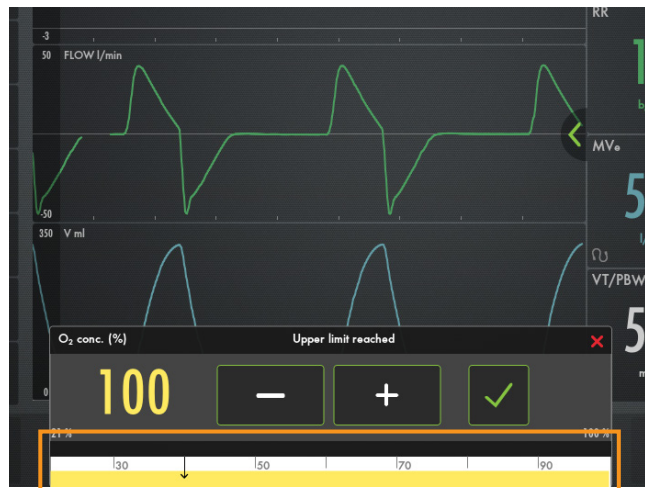 RR
-3
50 FLOW l/min
MVe
-50
350 V ml
VT/PBW
O₂ conc. (%) Upper limit reached
5
100 − +
0
21 % 100 %
30 50 70 90